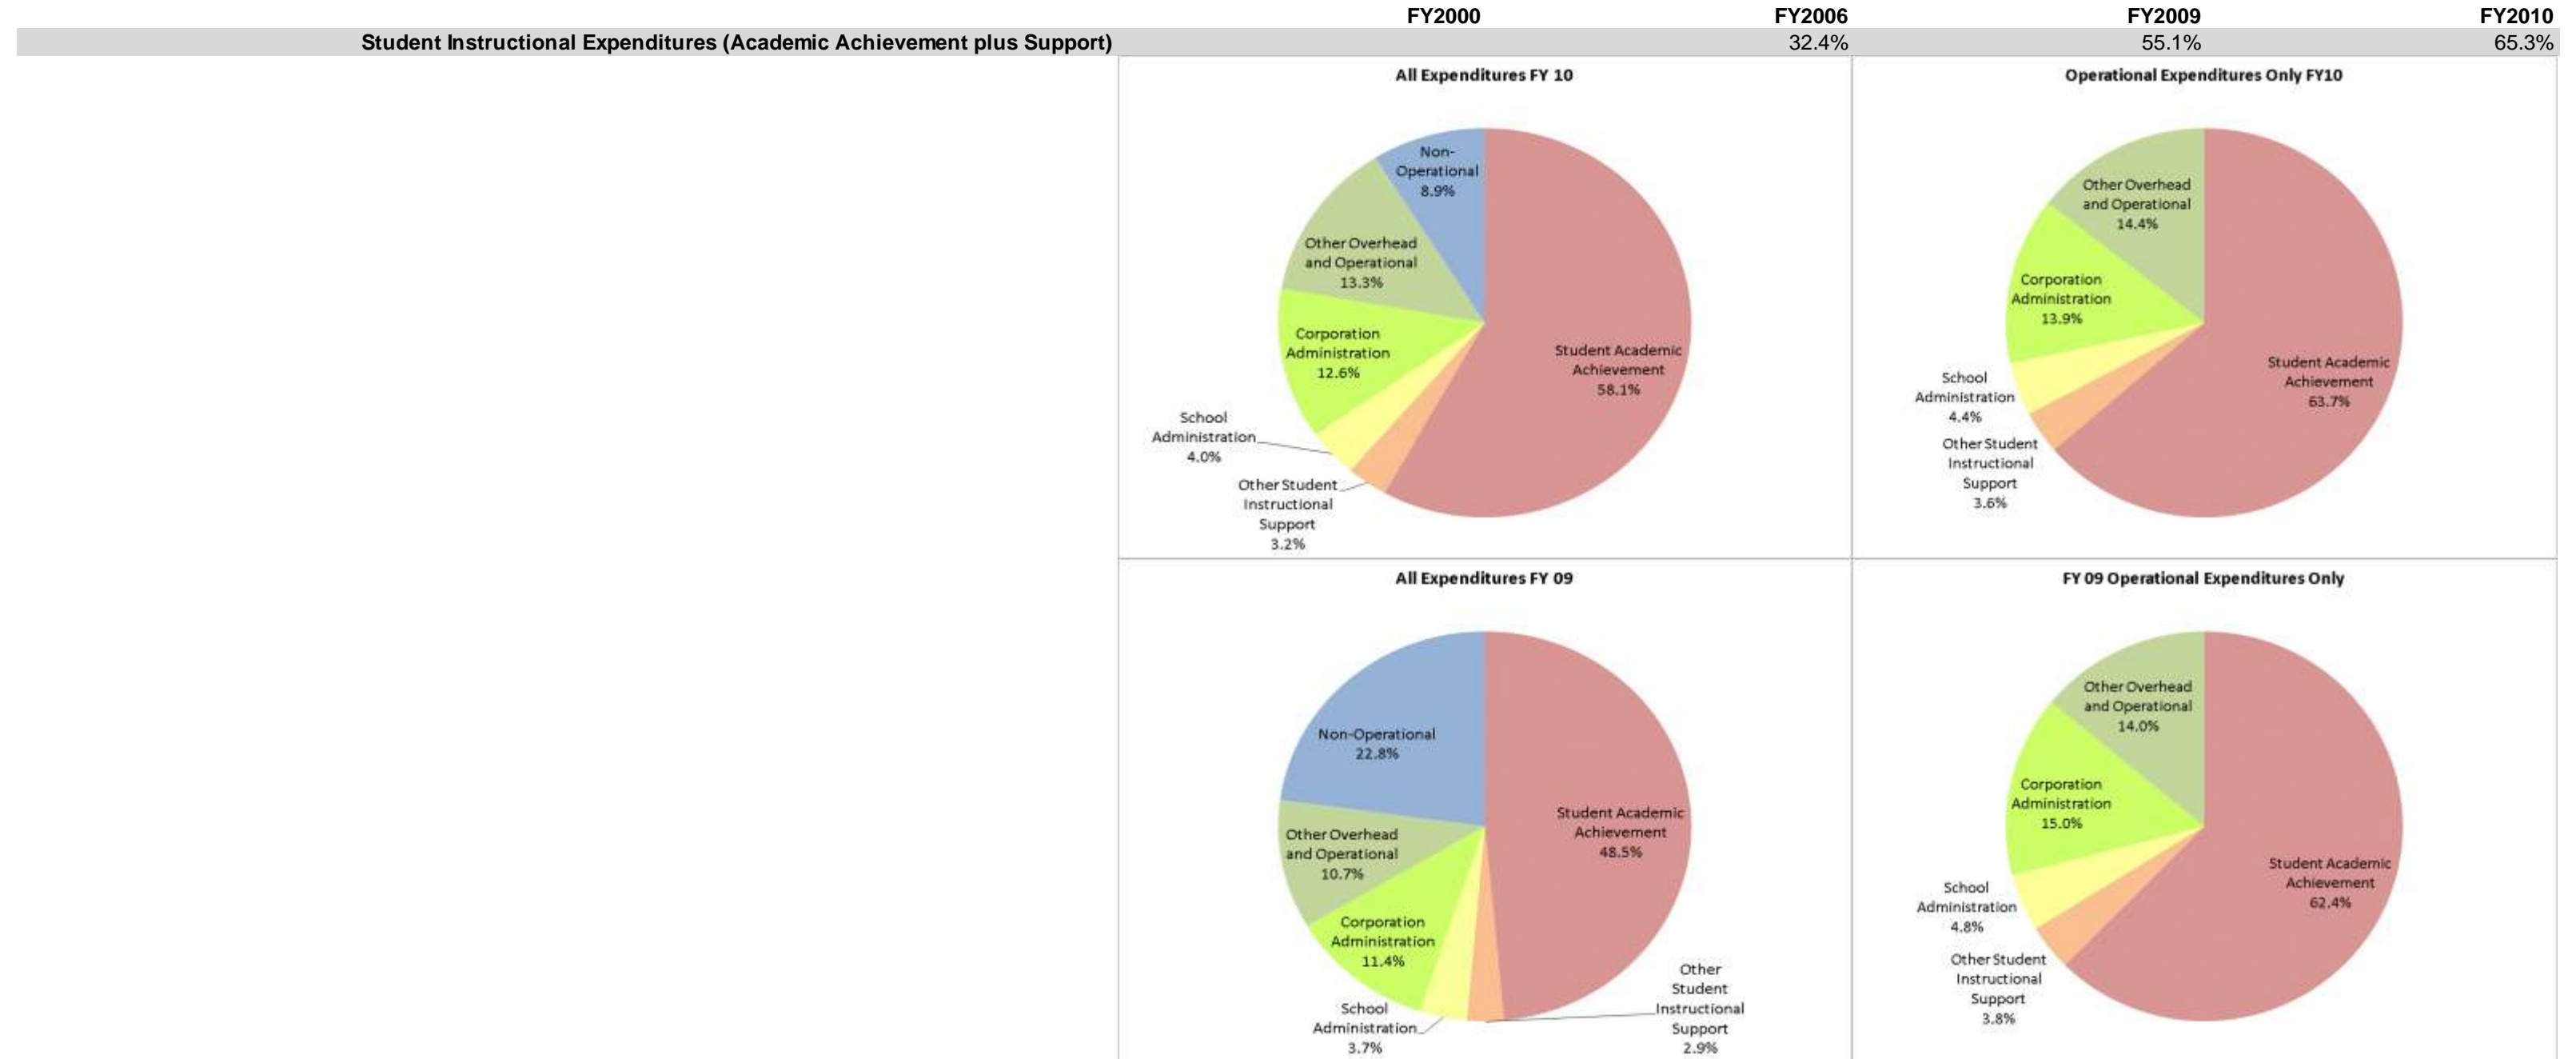 FY2000 FY2006 FY2009 FY2010
Student Instructional Expenditures (Academic Achievement plus Support) 32.4% 55.1% 65.3%
All Expenditures FY 10
Non-
Operational
8.9%
Other Overhead
and Operational
13.3%
Corporation
Administration
12.6%
School
Administration
4.0%
Other Student
Instructional
Support
3.2%
Student Academic
Achievement
58.1%
Operational Expenditures Only FY10
Other Overhead
and Operational
14.4%
Corporation
Administration
13.9%
School
Administration
4.4%
Other Student
Instructional
Support
3.6%
Student Academic
Achievement
63.7%
All Expenditures FY 09
Non-Operational
22.8%
Other Overhead
and Operational
10.7%
Corporation
Administration
11.4%
School
Administration
3.7%
Other
Student
Instructional
Support
2.9%
Student Academic
Achievement
48.5%
FY 09 Operational Expenditures Only
Other Overhead
and Operational
14.0%
Corporation
Administration
15.0%
School
Administration
4.8%
Other Student
Instructional
Support
3.8%
Student Academic
Achievement
62.4%